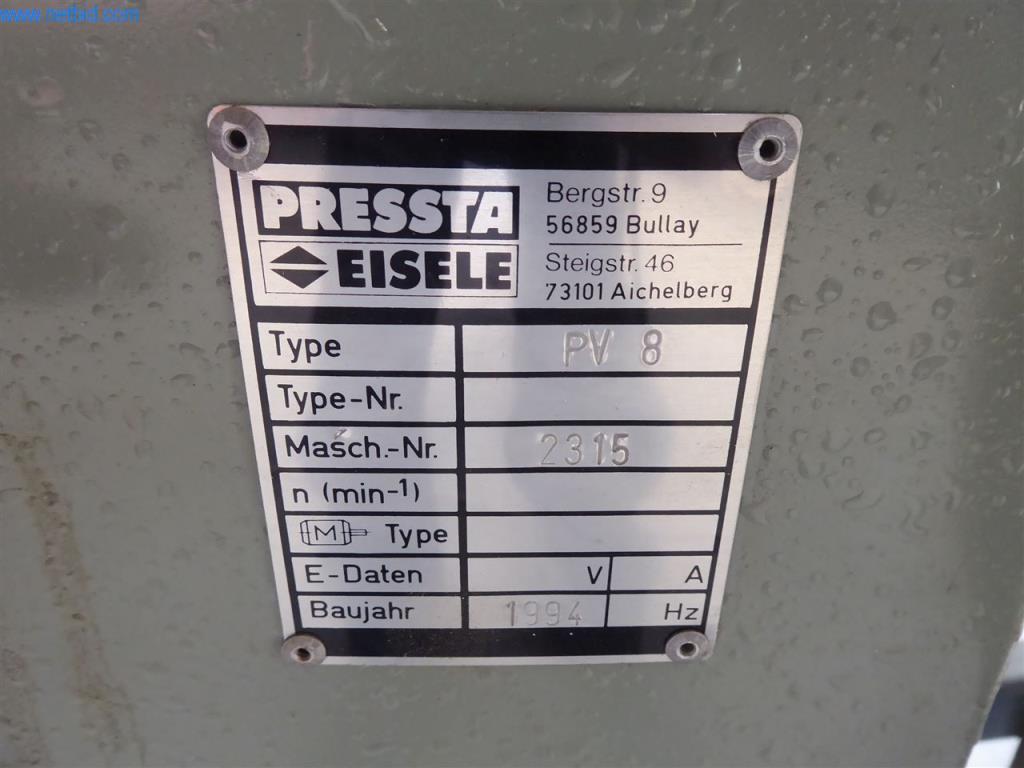 www.netbid.com
PRESSTA
EISELE
Bergstr. 9
56859 Bullay
Steigstr. 46
73101 Aichelberg
Type PV 8
Type-Nr.
Masch.-Nr. 2315
n (min-1)
M Type
E-Daten V A
Baujahr 1994 Hz